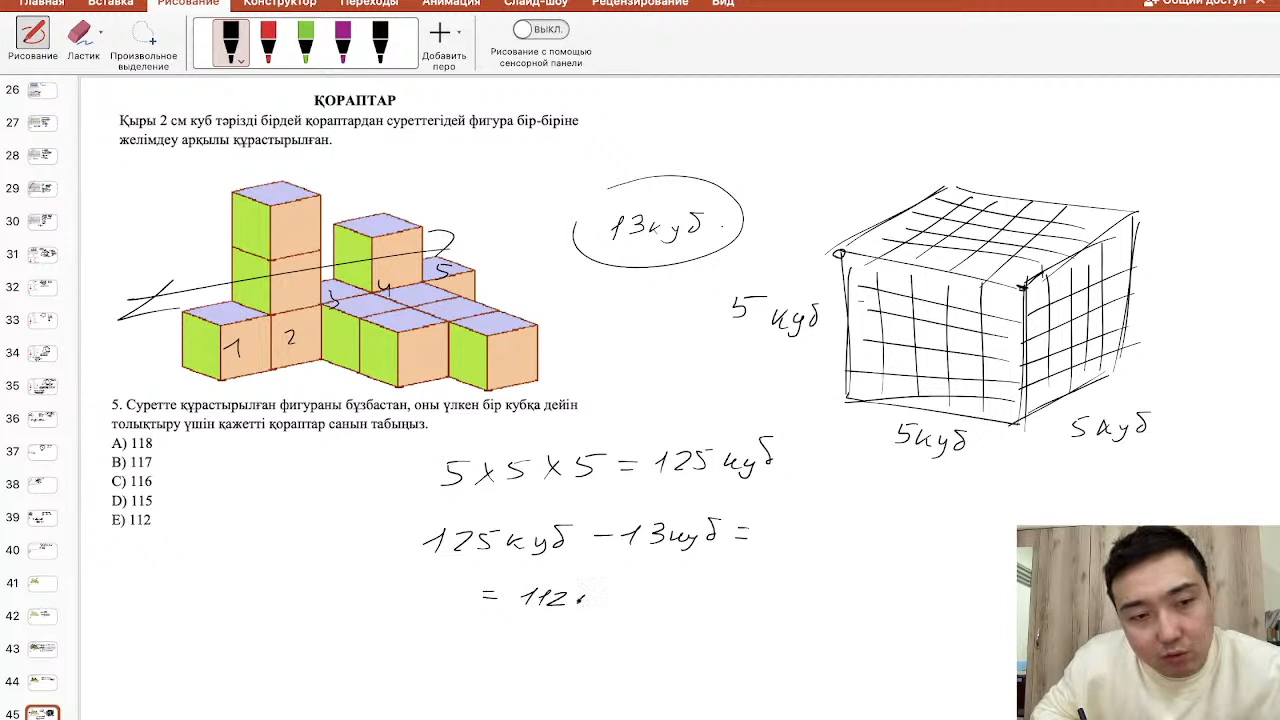 Главная Вставка Рисование Конструктор Переходы Анимация Слайд-шоу Рецензирование Вид Общий доступ
ВЫКЛ.
Рисование Ластик Произвольное выделение Добавить перо Рисование с помощью сенсорной панели
26
27
28
29
30
31
32
33
34
35
36
37
38
39
40
41
42
43
44
45
ҚОРАПТАР
Қыры 2 см куб тәрізді бірдей қораптардан суреттегідей фигура бір-біріне
желімдеу арқылы құрастырылған.
1 2 3 4 5
13 куб
5 куб
5 куб
5 куб
5. Суретте құрастырылған фигураны бұзбастан, оны үлкен бір кубқа дейін
толықтыру үшін қажетті қораптар санын табыңыз.
A) 118
B) 117
C) 116
D) 115
E) 112
5 × 5 × 5 = 125 куб
125 куб – 13 куб =
= 112